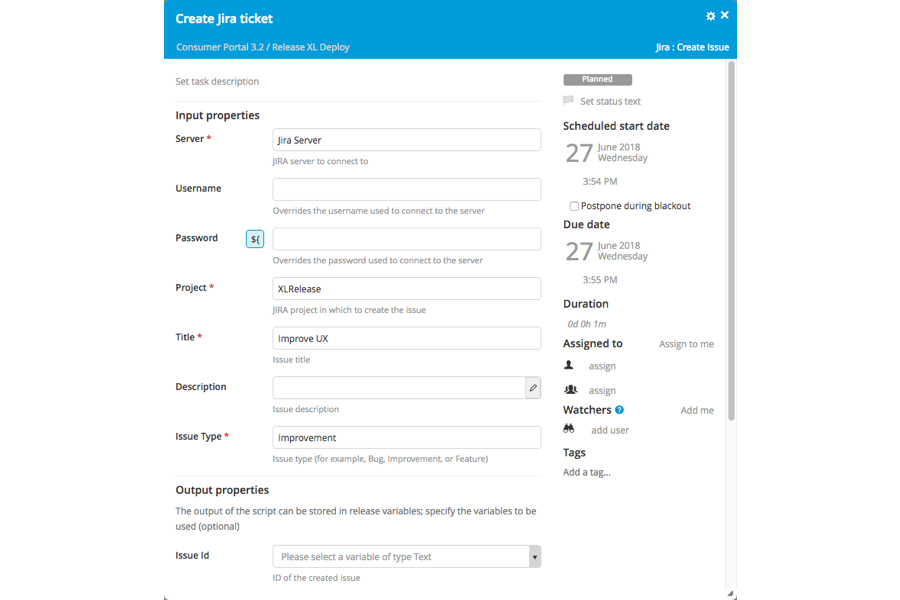 Create Jira ticket
Consumer Portal 3.2 / Release XL Deploy
Jira : Create Issue
Set task description
Input properties
Server *
Jira Server
JIRA server to connect to
Username
Overrides the username used to connect to the server
Password
${
Overrides the password used to connect to the server
Project *
XLRelease
JIRA project in which to create the issue
Title *
Improve UX
Issue title
Description
Issue description
Issue Type *
Improvement
Issue type (for example, Bug, Improvement, or Feature)
Output properties
The output of the script can be stored in release variables; specify the variables to be
used (optional)
Issue Id
Please select a variable of type Text
ID of the created issue
Planned
Set status text
Scheduled start date
27 June 2018
Wednesday
3:54 PM
Postpone during blackout
Due date
27 June 2018
Wednesday
3:55 PM
Duration
0d 0h 1m
Assigned to
Assign to me
assign
assign
Watchers ?
Add me
add user
Tags
Add a tag...